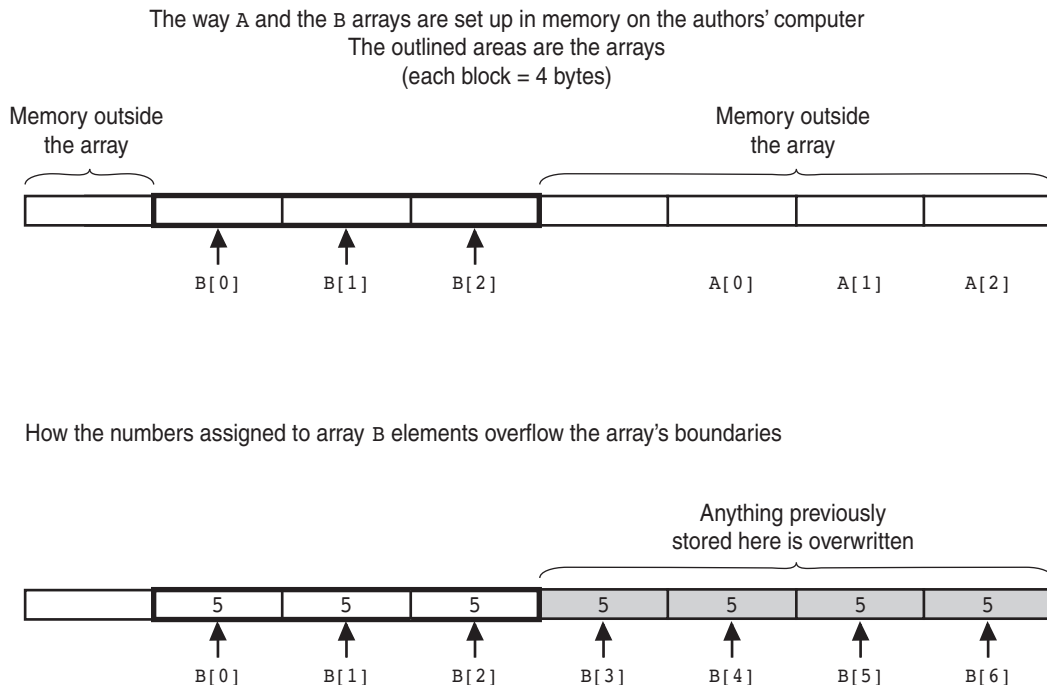 The way A and the B arrays are set up in memory on the authors’ computer
The outlined areas are the arrays
(each block = 4 bytes)
Memory outside
the array
Memory outside
the array
B[0] B[1] B[2] A[0] A[1] A[2]
How the numbers assigned to array B elements overflow the array’s boundaries
Anything previously
stored here is overwritten
5 5 5 5 5 5 5
B[0] B[1] B[2] B[3] B[4] B[5] B[6]